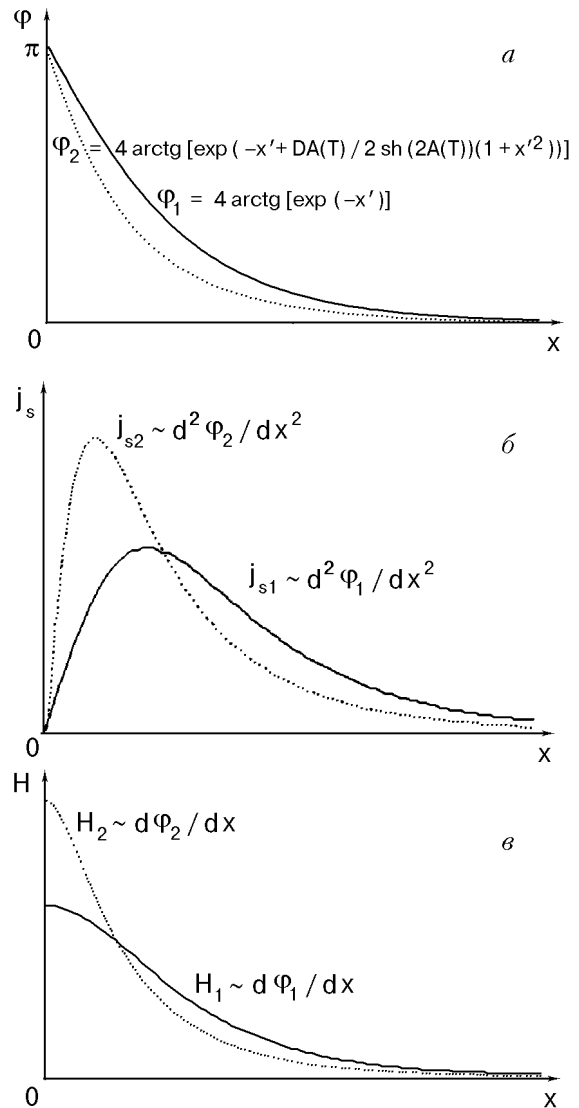 φ
π
а
φ₂ = 4 arctg [exp ( −x′+ DA(T) / 2 sh (2A(T))(1 + x′²))]
φ₁ = 4 arctg [exp (−x′)]
0
x
jₛ
б
jₛ₂ ~ d² φ₂ / dx²
jₛ₁ ~ d² φ₁ / dx²
0
x
H
в
H₂ ~ d φ₂ / dx
H₁ ~ d φ₁ / dx
0
x